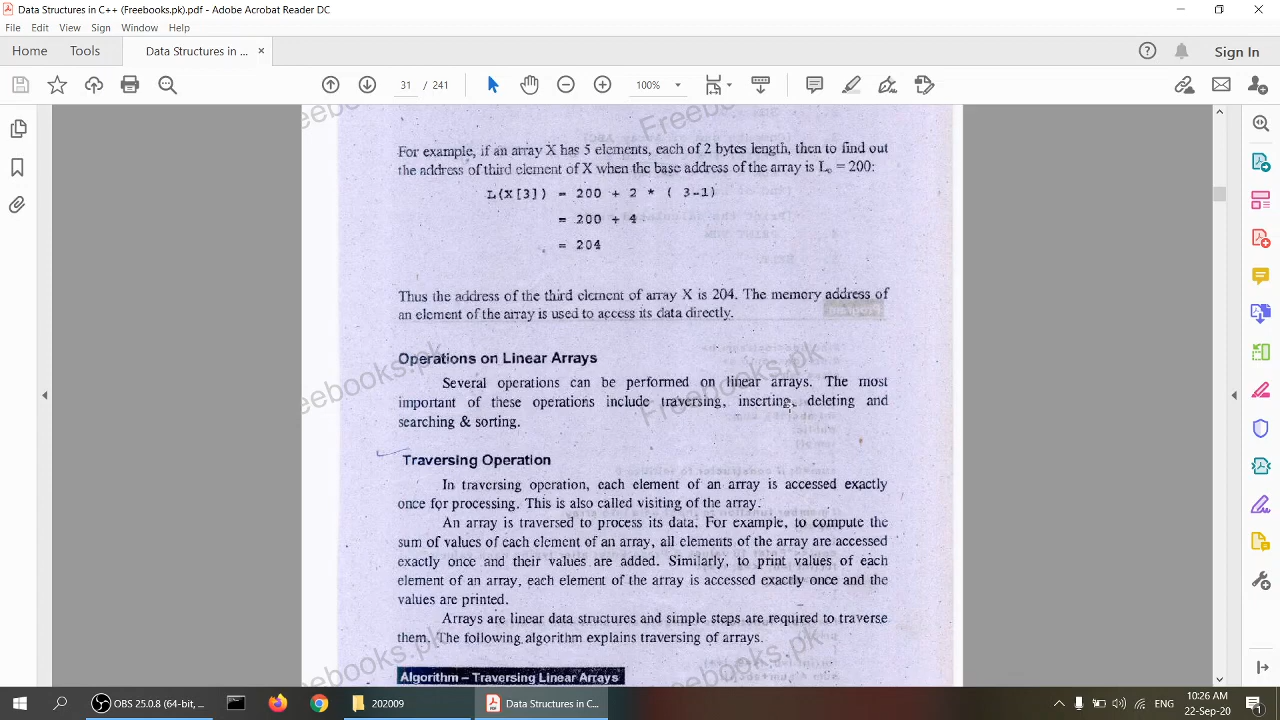 Data Structures in C++ (Freebooks.pk).pdf - Adobe Acrobat Reader DC
File Edit View Sign Window Help
Home Tools Data Structures in ... × Sign In
31 / 241 100%
For example, if an array X has 5 elements, each of 2 bytes length, then to find out
the address of third element of X when the base address of the array is L₀ = 200:
L(X[3]) = 200 + 2 * ( 3-1)
= 200 + 4
= 204
Thus the address of the third element of array X is 204. The memory address of
an element of the array is used to access its data directly.
Operations on Linear Arrays
Several operations can be performed on linear arrays. The most
important of these operations include traversing, inserting, deleting and
searching & sorting.
Traversing Operation
In traversing operation, each element of an array is accessed exactly
once for processing. This is also called visiting of the array.
An array is traversed to process its data. For example, to compute the
sum of values of each element of an array, all elements of the array are accessed
exactly once and their values are added. Similarly, to print values of each
element of an array, each element of the array is accessed exactly once and the
values are printed.
Arrays are linear data structures and simple steps are required to traverse
them. The following algorithm explains traversing of arrays.
Algorithm – Traversing Linear Arrays
Freebooks.pk
Freebooks.pk
Freebooks.pk
Freebooks.pk
OBS 25.0.8 (64-bit, ... 202009 Data Structures in C...
10:26 AM
22-Sep-20